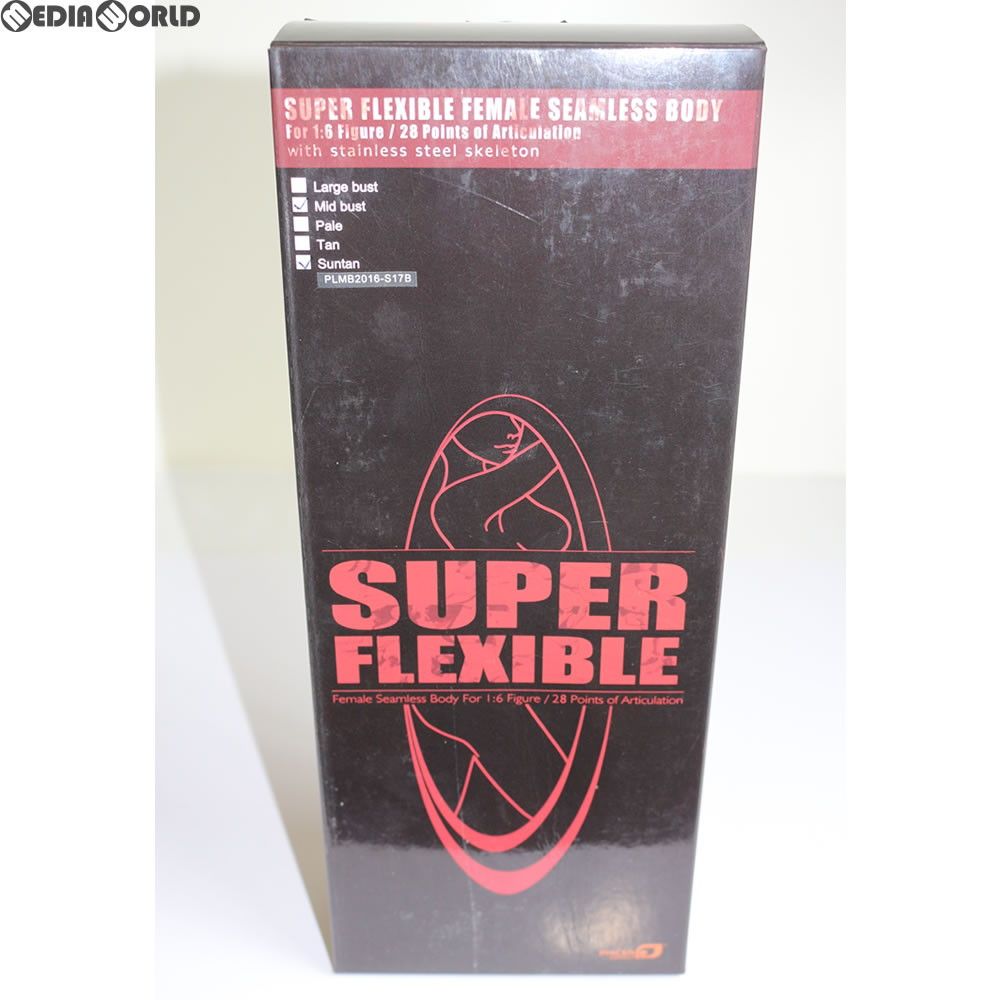 MEDIAWORLD
SUPER FLEXIBLE FEMALE SEAMLESS BODY
For 1:6 Figure / 28 Points of Articulation
with stainless steel skeleton
Large bust
Mid bust
Pale
Tan
Suntan
PLMB2016-S17B
SUPER
FLEXIBLE
Female Seamless Body For 1:6 Figure / 28 Points of Articulation